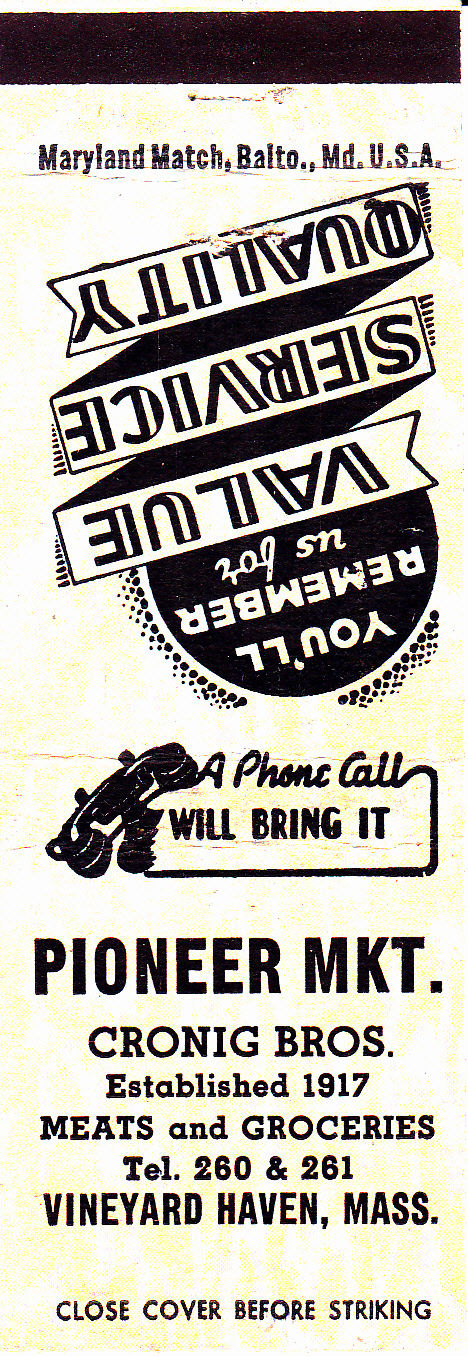 Maryland Match, Balto., Md. U.S.A.
YOU'LL
REMEMBER
us for
VALUE
SERVICE
QUALITY
A Phone Call
WILL BRING IT
PIONEER MKT.
CRONIG BROS.
Established 1917
MEATS and GROCERIES
Tel. 260 & 261
VINEYARD HAVEN, MASS.
CLOSE COVER BEFORE STRIKING